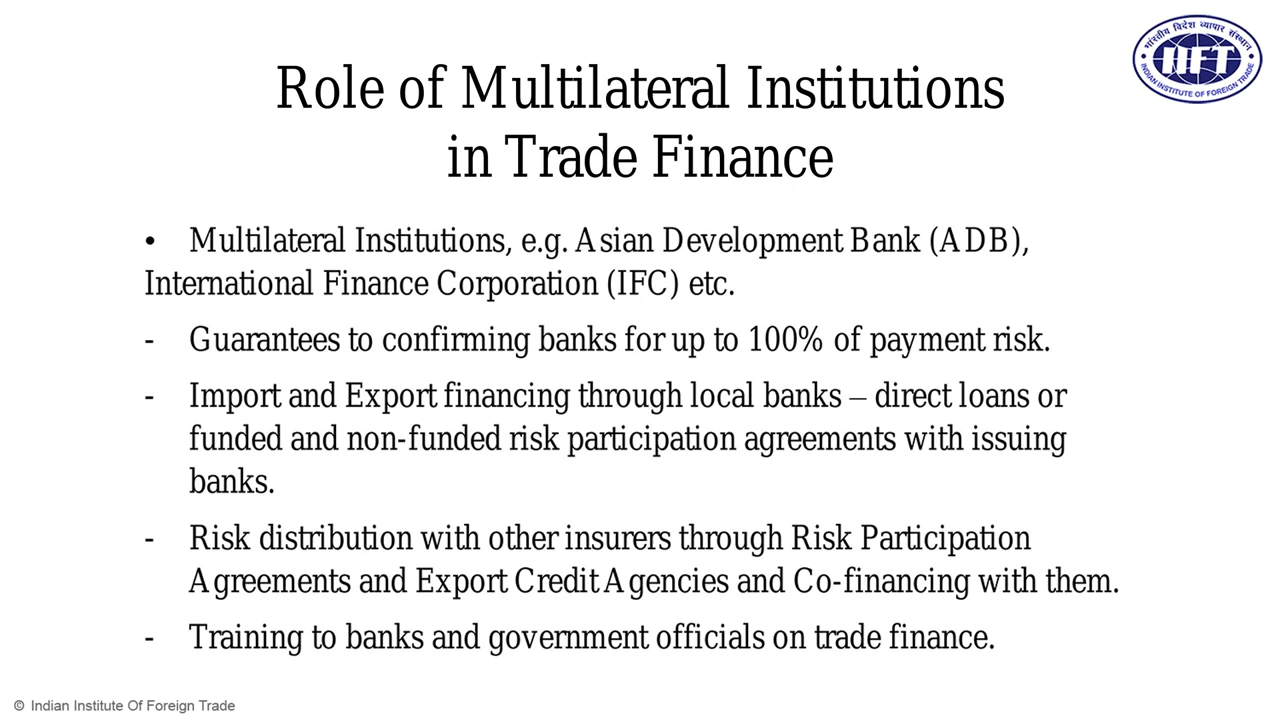 भारतीय विदेश व्यापार संस्थान
IIFT
INDIAN INSTITUTE OF FOREIGN TRADE
Role of Multilateral Institutions
in Trade Finance
• Multilateral Institutions, e.g. Asian Development Bank (ADB),
International Finance Corporation (IFC) etc.
- Guarantees to confirming banks for up to 100% of payment risk.
- Import and Export financing through local banks – direct loans or
funded and non-funded risk participation agreements with issuing
banks.
- Risk distribution with other insurers through Risk Participation
Agreements and Export Credit Agencies and Co-financing with them.
- Training to banks and government officials on trade finance.
© Indian Institute Of Foreign Trade